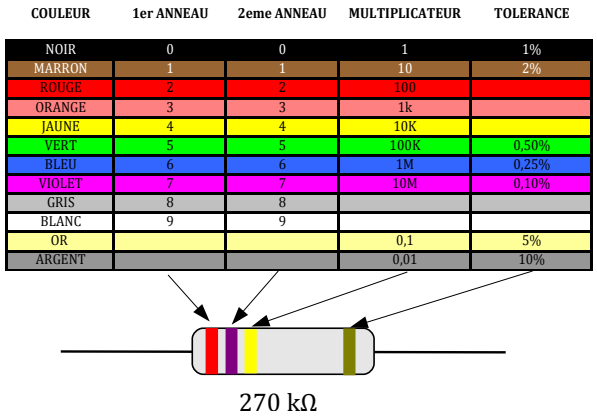 COULEUR 1er ANNEAU 2eme ANNEAU MULTIPLICATEUR TOLERANCE
NOIR 0 0 1 1%
MARRON 1 1 10 2%
ROUGE 2 2 100
ORANGE 3 3 1k
JAUNE 4 4 10K
VERT 5 5 100K 0,50%
BLEU 6 6 1M 0,25%
VIOLET 7 7 10M 0,10%
GRIS 8 8
BLANC 9 9
OR 0,1 5%
ARGENT 0,01 10%
270 kΩ